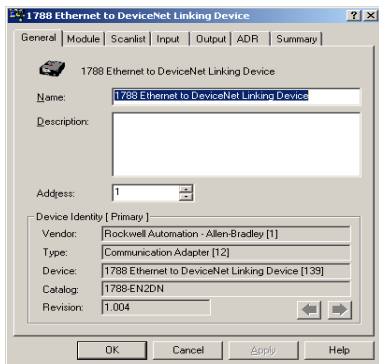 1788 Ethernet to DeviceNet Linking Device
General Module Scanlist Input Output ADR Summary
1788 Ethernet to DeviceNet Linking Device
Name: 1788 Ethernet to DeviceNet Linking Device
Description:
Address: 1
Device Identity [ Primary ]
Vendor: Rockwell Automation - Allen-Bradley [1]
Type: Communication Adapter [12]
Device: 1788 Ethernet to DeviceNet Linking Device [139]
Catalog: 1788-EN2DN
Revision: 1.004
OK Cancel Apply Help